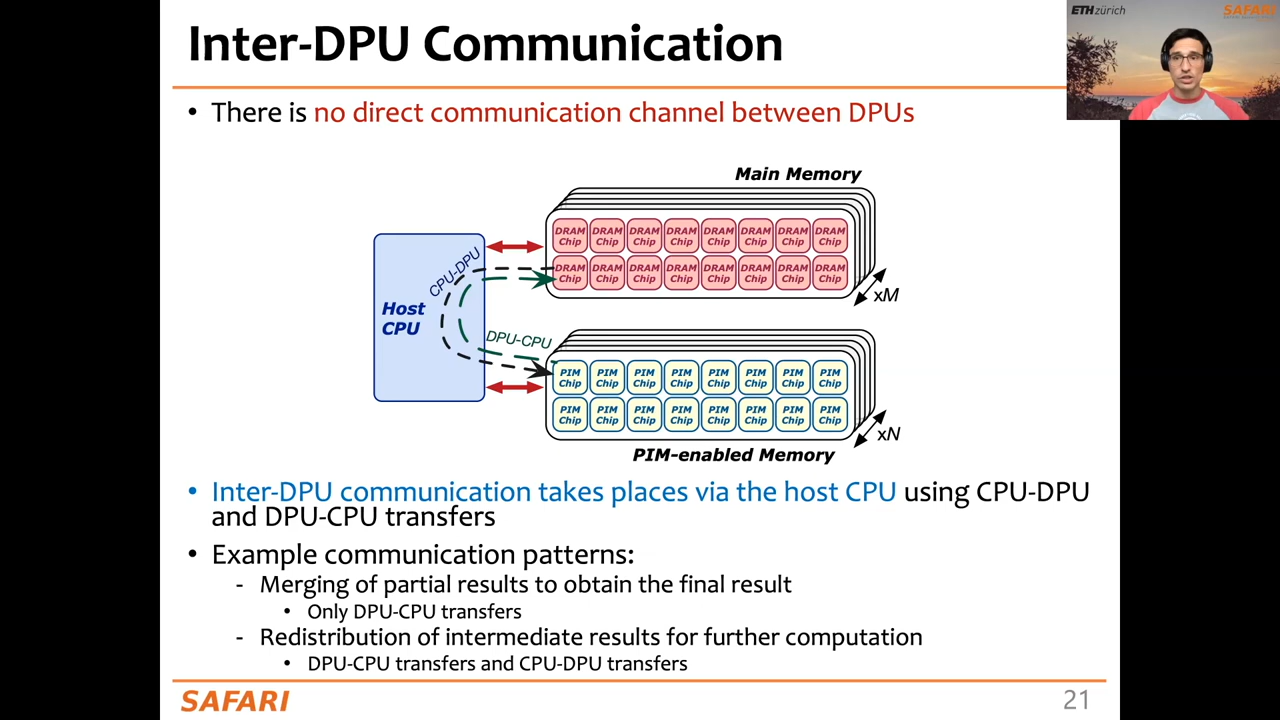 Inter-DPU Communication
ETH zürich
SAFARI
• There is no direct communication channel between DPUs
Main Memory
DRAM Chip DRAM Chip DRAM Chip DRAM Chip DRAM Chip DRAM Chip DRAM Chip DRAM Chip
DRAM Chip DRAM Chip DRAM Chip DRAM Chip DRAM Chip DRAM Chip DRAM Chip DRAM Chip
xM
Host
CPU
CPU-DPU
DPU-CPU
PIM Chip PIM Chip PIM Chip PIM Chip PIM Chip PIM Chip PIM Chip PIM Chip
PIM Chip PIM Chip PIM Chip PIM Chip PIM Chip PIM Chip PIM Chip PIM Chip
xN
PIM-enabled Memory
• Inter-DPU communication takes places via the host CPU using CPU-DPU
and DPU-CPU transfers
• Example communication patterns:
- Merging of partial results to obtain the final result
• Only DPU-CPU transfers
- Redistribution of intermediate results for further computation
• DPU-CPU transfers and CPU-DPU transfers
SAFARI
21